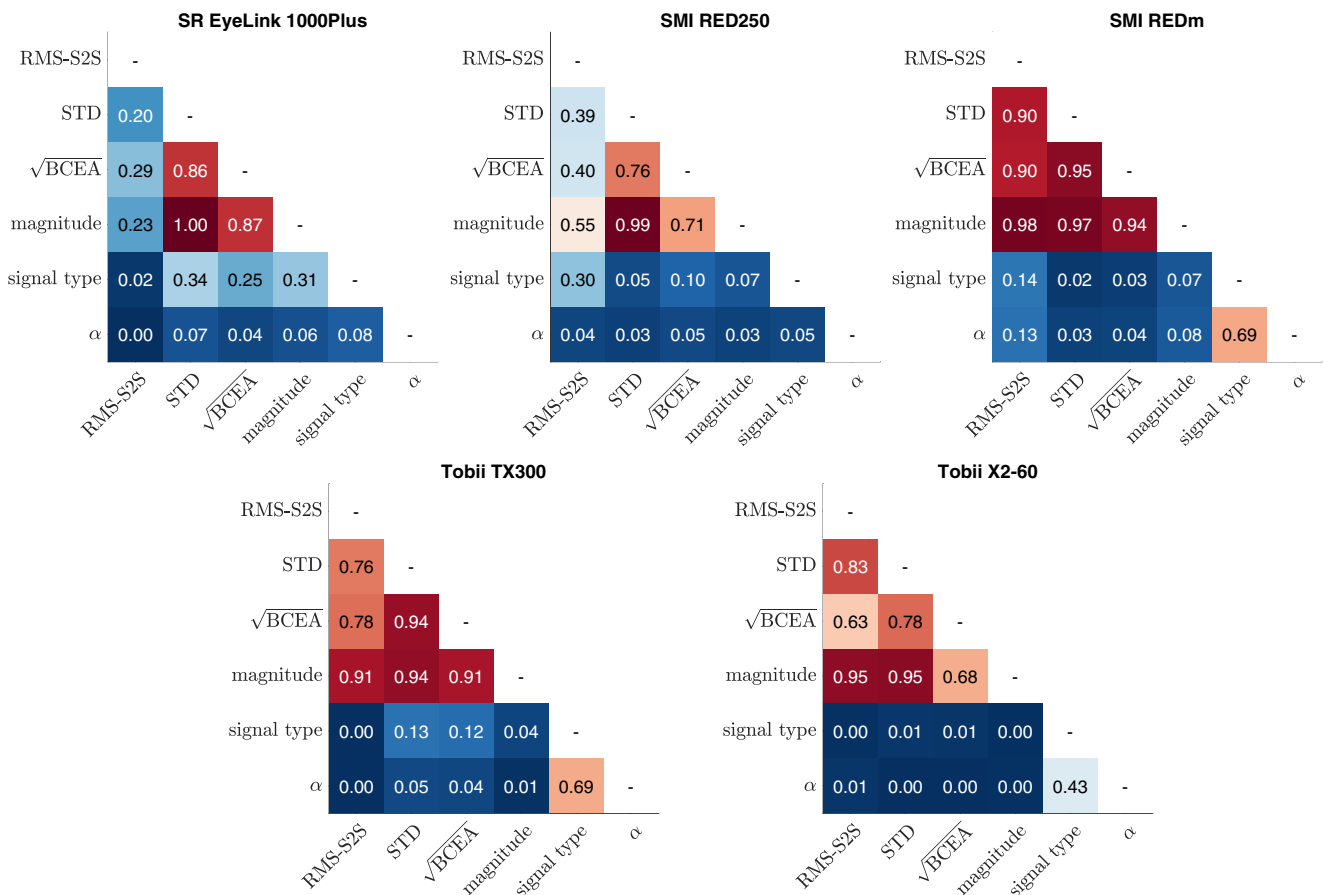 SR EyeLink 1000Plus
RMS-S2S -
STD 0.20 -
√BCEA 0.29 0.86 -
magnitude 0.23 1.00 0.87 -
signal type 0.02 0.34 0.25 0.31 -
α 0.00 0.07 0.04 0.06 0.08 -
RMS-S2S STD √BCEA magnitude signal type α
SMI RED250
RMS-S2S -
STD 0.39 -
√BCEA 0.40 0.76 -
magnitude 0.55 0.99 0.71 -
signal type 0.30 0.05 0.10 0.07 -
α 0.04 0.03 0.05 0.03 0.05 -
RMS-S2S STD √BCEA magnitude signal type α
SMI REDm
RMS-S2S -
STD 0.90 -
√BCEA 0.90 0.95 -
magnitude 0.98 0.97 0.94 -
signal type 0.14 0.02 0.03 0.07 -
α 0.13 0.03 0.04 0.08 0.69 -
RMS-S2S STD √BCEA magnitude signal type α
Tobii TX300
RMS-S2S -
STD 0.76 -
√BCEA 0.78 0.94 -
magnitude 0.91 0.94 0.91 -
signal type 0.00 0.13 0.12 0.04 -
α 0.00 0.05 0.04 0.01 0.69 -
RMS-S2S STD √BCEA magnitude signal type α
Tobii X2-60
RMS-S2S -
STD 0.83 -
√BCEA 0.63 0.78 -
magnitude 0.95 0.95 0.68 -
signal type 0.00 0.01 0.01 0.00 -
α 0.01 0.00 0.00 0.00 0.43 -
RMS-S2S STD √BCEA magnitude signal type α